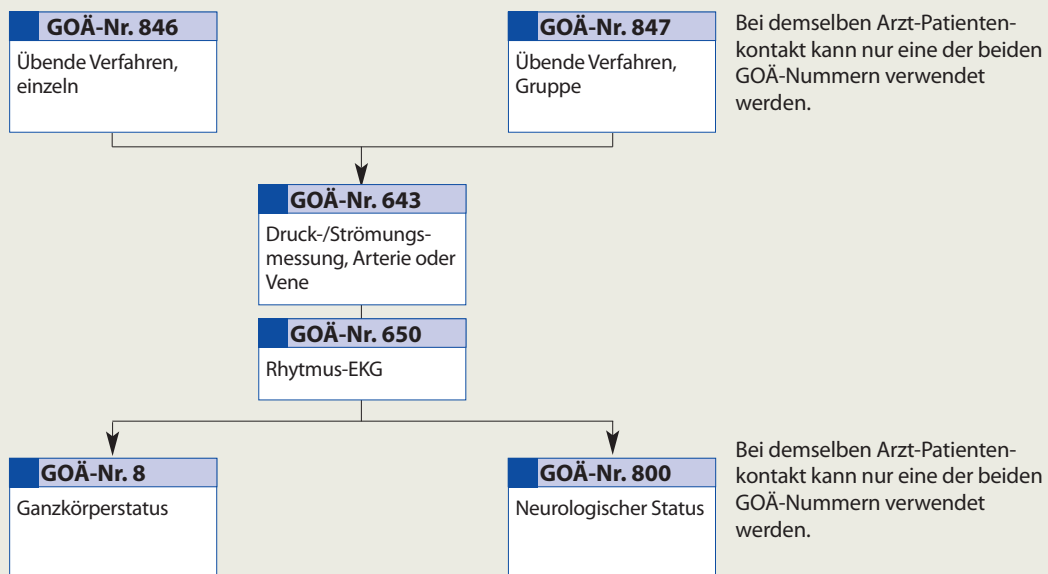 GOÄ-Nr. 846
Übende Verfahren,
einzeln
GOÄ-Nr. 847
Übende Verfahren,
Gruppe
Bei demselben Arzt-Patienten-
kontakt kann nur eine der beiden
GOÄ-Nummern verwendet
werden.
GOÄ-Nr. 643
Druck-/Strömungs-
messung, Arterie oder
Vene
GOÄ-Nr. 650
Rhytmus-EKG
GOÄ-Nr. 8
Ganzkörperstatus
GOÄ-Nr. 800
Neurologischer Status
Bei demselben Arzt-Patienten-
kontakt kann nur eine der beiden
GOÄ-Nummern verwendet
werden.